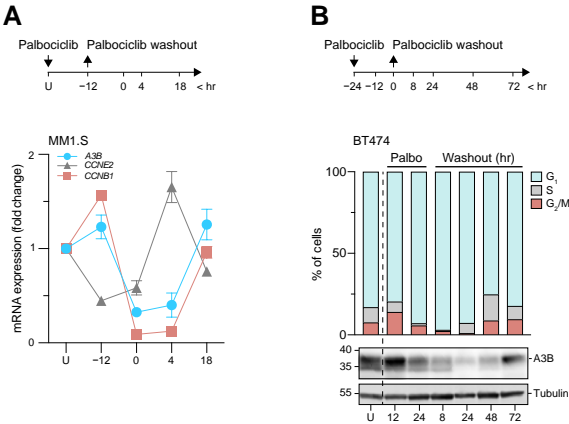 A
Palbociclib
Palbociclib washout
U −12 0 4 18 < hr
MM1.S
A3B
CCNE2
CCNB1
mRNA expression (fold change)
2
1
0
U −12 0 4 18
B
Palbociclib
Palbociclib washout
−24 −12 0 8 24 48 72 < hr
BT474
Palbo Washout (hr)
% of cells
100
50
0
G1
S
G2/M
40
35
A3B
55
Tubulin
U 12 24 8 24 48 72